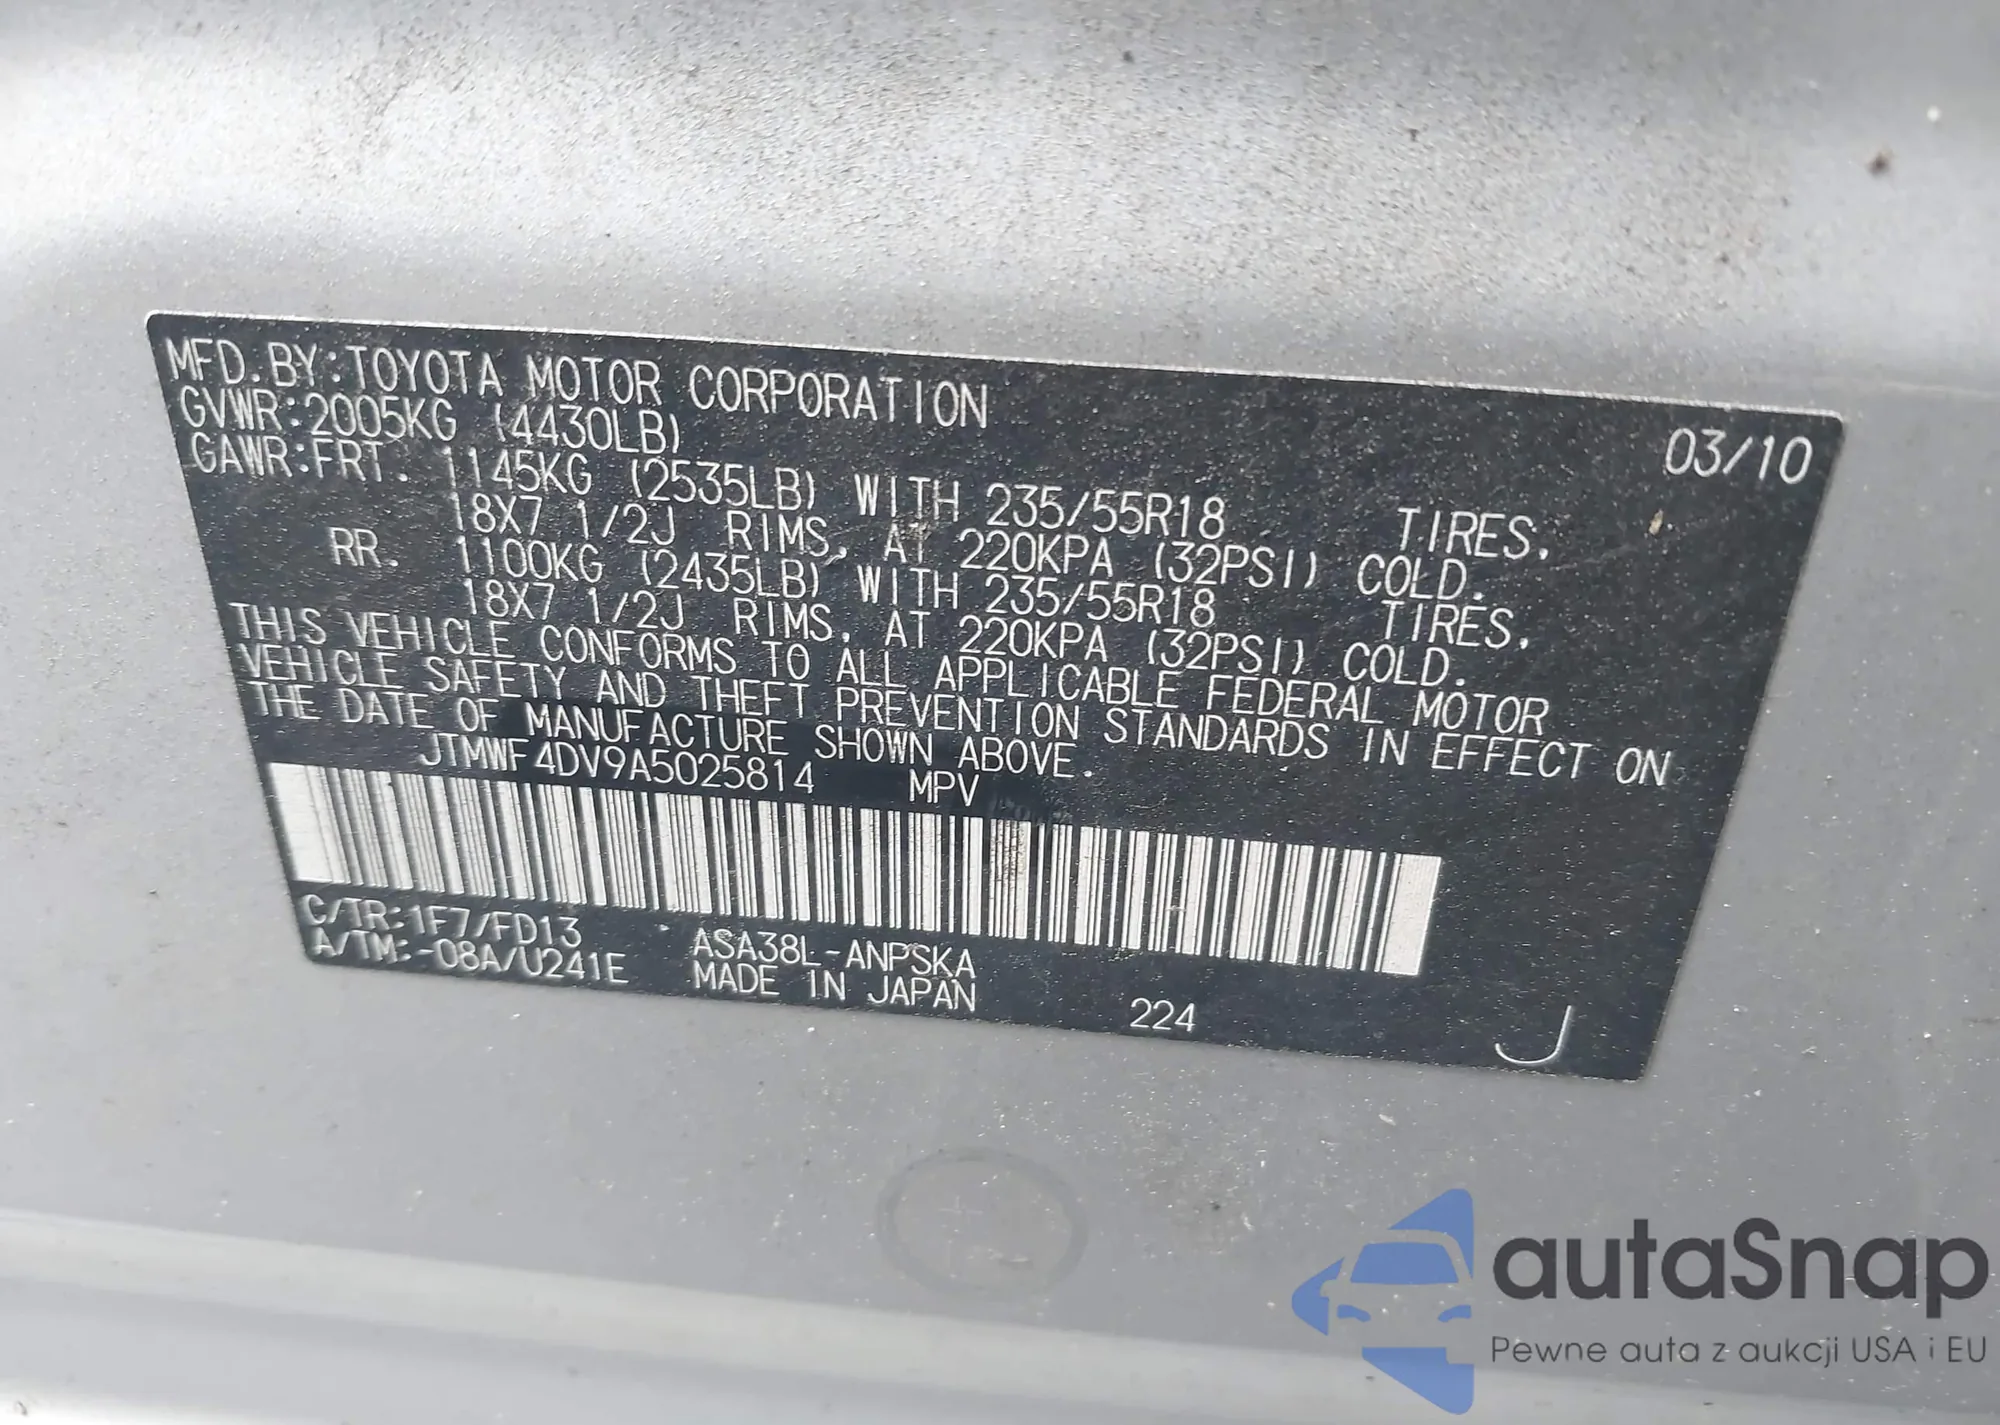 MFD.BY:TOYOTA MOTOR CORPORATION 03/10
GVWR:2005KG (4430LB)
GAWR:FRT. 1145KG (2535LB) WITH 235/55R18 TIRES,
18X7 1/2J RIMS, AT 220KPA (32PSI) COLD.
RR. 1100KG (2435LB) WITH 235/55R18 TIRES,
18X7 1/2J RIMS, AT 220KPA (32PSI) COLD.
THIS VEHICLE CONFORMS TO ALL APPLICABLE FEDERAL MOTOR
VEHICLE SAFETY AND THEFT PREVENTION STANDARDS IN EFFECT ON
THE DATE OF MANUFACTURE SHOWN ABOVE.
JTMWF4DV9A5025814 MPV
C/TR:1F7/FD13 ASA38L-ANPSKA
A/TM:-08A/U241E MADE IN JAPAN 224 J
autaSnap
Pewne auta z aukcji USA i EU